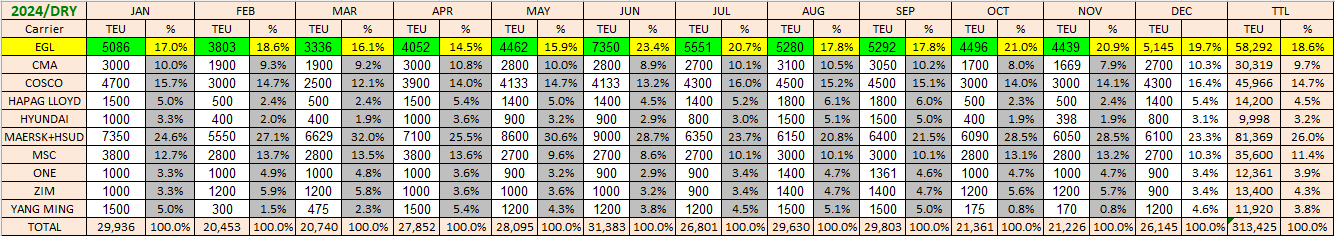 2024/DRY JAN FEB MAR APR MAY JUN JUL AUG SEP OCT NOV DEC TTL
Carrier TEU % TEU % TEU % TEU % TEU % TEU % TEU % TEU % TEU % TEU % TEU % TEU % TEU %
EGL 5086 17.0% 3803 18.6% 3336 16.1% 4052 14.5% 4462 15.9% 7350 23.4% 5551 20.7% 5280 17.8% 5292 17.8% 4496 21.0% 4439 20.9% 5,145 19.7% 58,292 18.6%
CMA 3000 10.0% 1900 9.3% 1900 9.2% 3000 10.8% 2800 10.0% 2800 8.9% 2700 10.1% 3100 10.5% 3050 10.2% 1700 8.0% 1669 7.9% 2700 10.3% 30,319 9.7%
COSCO 4700 15.7% 3000 14.7% 2500 12.1% 3900 14.0% 4133 14.7% 4133 13.2% 4300 16.0% 4500 15.2% 4500 15.1% 3000 14.0% 3000 14.1% 4300 16.4% 45,966 14.7%
HAPAG LLOYD 1500 5.0% 500 2.4% 500 2.4% 1500 5.4% 1400 5.0% 1400 4.5% 1400 5.2% 1800 6.1% 1800 6.0% 500 2.3% 500 2.4% 1400 5.4% 14,200 4.5%
HYUNDAI 1000 3.3% 400 2.0% 400 1.9% 1000 3.6% 900 3.2% 900 2.9% 800 3.0% 1500 5.1% 1500 5.0% 400 1.9% 398 1.9% 800 3.1% 9,998 3.2%
MAERSK+HSUD 7350 24.6% 5550 27.1% 6629 32.0% 7100 25.5% 8600 30.6% 9000 28.7% 6350 23.7% 6150 20.8% 6400 21.5% 6090 28.5% 6050 28.5% 6100 23.3% 81,369 26.0%
MSC 3800 12.7% 2800 13.7% 2800 13.5% 3800 13.6% 2700 9.6% 2700 8.6% 2700 10.1% 3000 10.1% 3000 10.1% 2800 13.1% 2800 13.2% 2700 10.3% 35,600 11.4%
ONE 1000 3.3% 1000 4.9% 1000 4.8% 1000 3.6% 900 3.2% 900 2.9% 900 3.4% 1400 4.7% 1361 4.6% 1000 4.7% 1000 4.7% 900 3.4% 12,361 3.9%
ZIM 1000 3.3% 1200 5.9% 1200 5.8% 1000 3.6% 1000 3.6% 1000 3.2% 900 3.4% 1400 4.7% 1400 4.7% 1200 5.6% 1200 5.7% 900 3.4% 13,400 4.3%
YANG MING 1500 5.0% 300 1.5% 475 2.3% 1500 5.4% 1200 4.3% 1200 3.8% 1200 4.5% 1500 5.1% 1500 5.0% 175 0.8% 170 0.8% 1200 4.6% 11,920 3.8%
TOTAL 29,936 100.0% 20,453 100.0% 20,740 100.0% 27,852 100.0% 28,095 100.0% 31,383 100.0% 26,801 100.0% 29,630 100.0% 29,803 100.0% 21,361 100.0% 21,226 100.0% 26,145 100.0% 313,425 100.0%